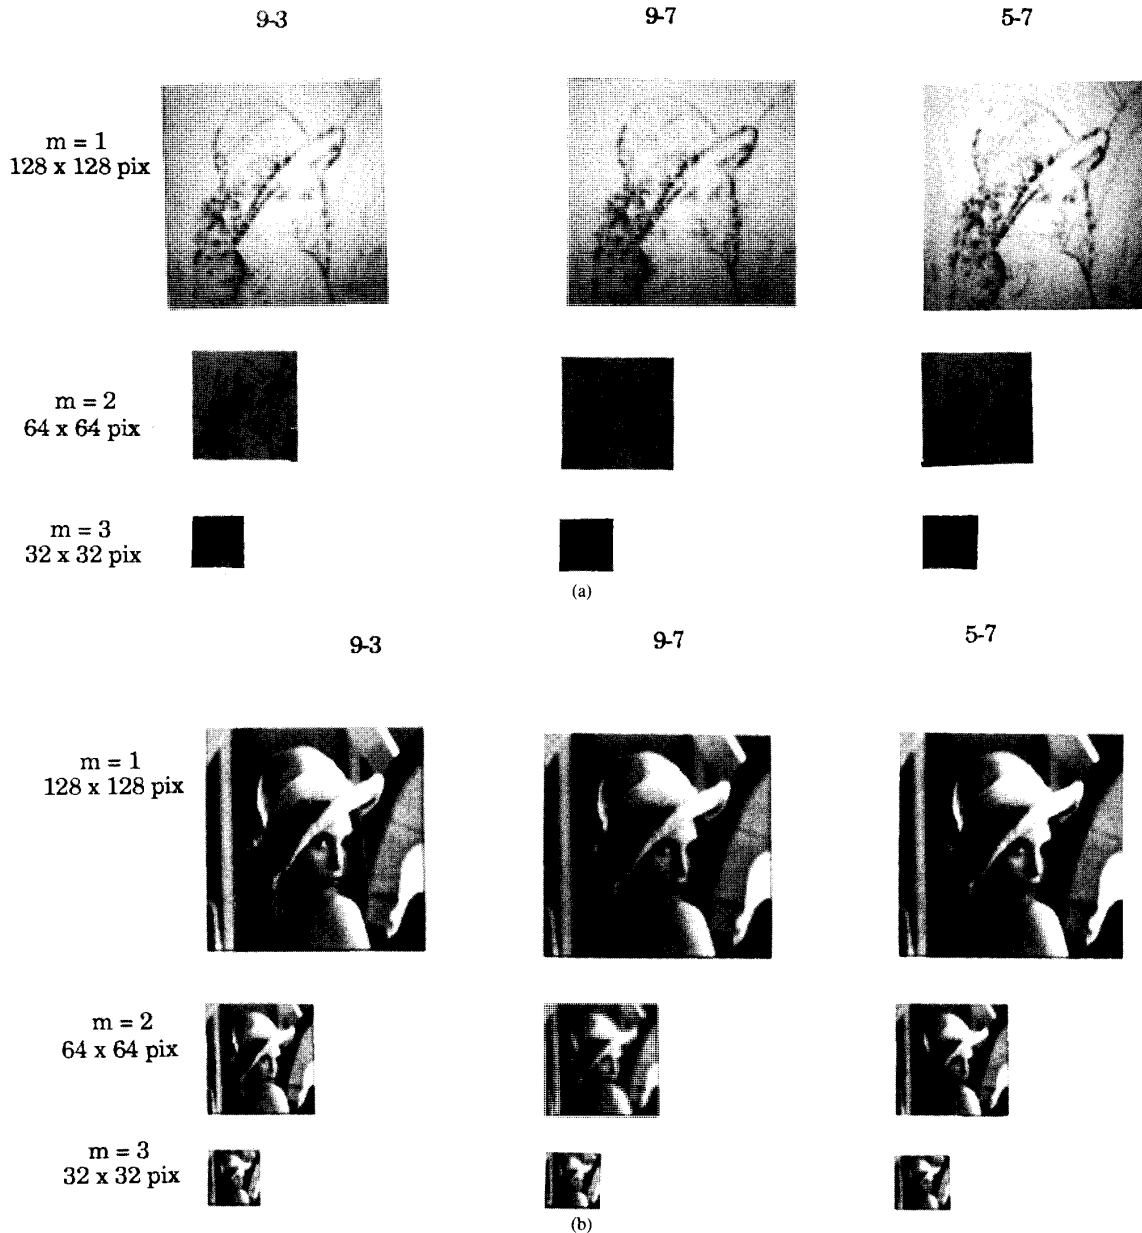 9-3 9-7 5-7
m = 1
128 x 128 pix
m = 2
64 x 64 pix
m = 3
32 x 32 pix
(a)
9-3 9-7 5-7
m = 1
128 x 128 pix
m = 2
64 x 64 pix
m = 3
32 x 32 pix
(b)